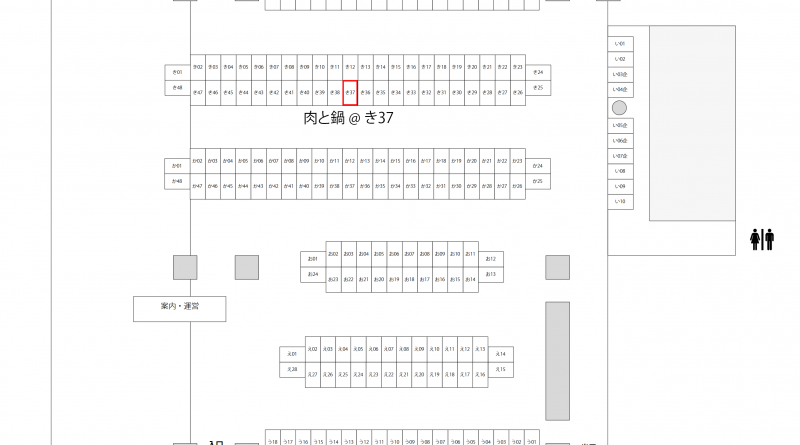 き02 き03 き04 き05 き06 き07 き08 き09 き10 き11 き12 き13 き14 き15 き16 き17 き18 き19 き20 き21 き22 き23
き01 き24
き48 き25
き47 き46 き45 き44 き43 き42 き41 き40 き39 き38 き37 き36 き35 き34 き33 き32 き31 き30 き29 き28 き27 き26
肉と鍋 @ き37
か02 か03 か04 か05 か06 か07 か08 か09 か10 か11 か12 か13 か14 か15 か16 か17 か18 か19 か20 か21 か22 か23
か01 か24
か48 か25
か47 か46 か45 か44 か43 か42 か41 か40 か39 か38 か37 か36 か35 か34 か33 か32 か31 か30 か29 か28 か27 か26
い01
い02
い03企
い04企
い05企
い06企
い07企
い08
い09
い10
お02 お03 お04 お05 お06 お07 お08 お09 お10 お11
お01 お12
お24 お13
お23 お22 お21 お20 お19 お18 お17 お16 お15 お14
案内・運営
え02 え03 え04 え05 え06 え07 え08 え09 え10 え11 え12 え13
え01 え14
え28 え15
え27 え26 え25 え24 え23 え22 え21 え20 え19 え18 え17 え16
う18 う17 う16 う15 う14 う13 う12 う11 う10 う09 う08 う07 う06 う05 う04 う03 う02 う01